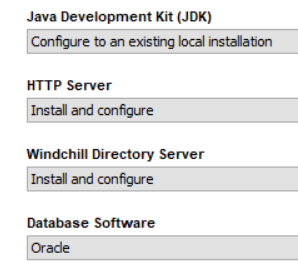 Java Development Kit (JDK)
Configure to an existing local installation
HTTP Server
Install and configure
Windchill Directory Server
Install and configure
Database Software
Oracle